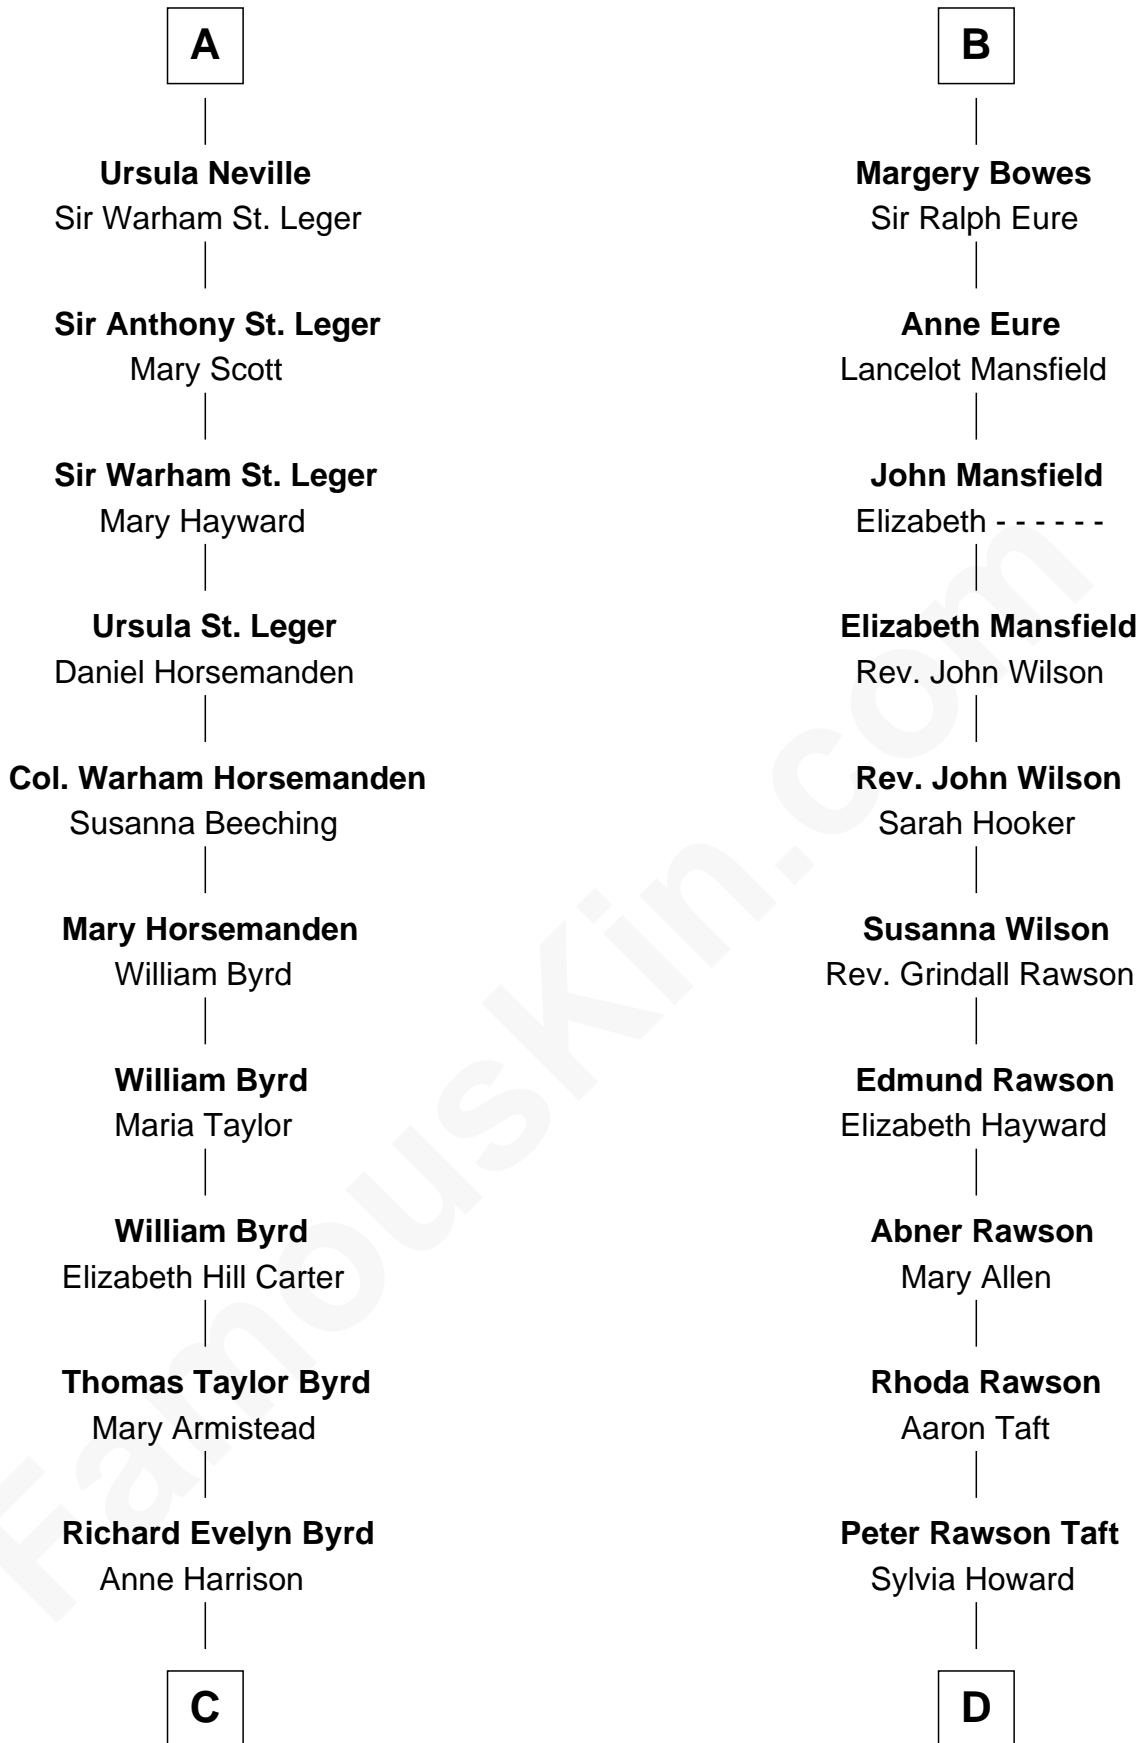 A
Ursula Neville
Sir Warham St. Leger
Sir Anthony St. Leger
Mary Scott
Sir Warham St. Leger
Mary Hayward
Ursula St. Leger
Daniel Horsemanden
Col. Warham Horsemanden
Susanna Beeching
Mary Horsemanden
William Byrd
William Byrd
Maria Taylor
William Byrd
Elizabeth Hill Carter
Thomas Taylor Byrd
Mary Armistead
Richard Evelyn Byrd
Anne Harrison
C
B
Margery Bowes
Sir Ralph Eure
Anne Eure
Lancelot Mansfield
John Mansfield
Elizabeth - - - - - -
Elizabeth Mansfield
Rev. John Wilson
Rev. John Wilson
Sarah Hooker
Susanna Wilson
Rev. Grindall Rawson
Edmund Rawson
Elizabeth Hayward
Abner Rawson
Mary Allen
Rhoda Rawson
Aaron Taft
Peter Rawson Taft
Sylvia Howard
D
FamousKin.com